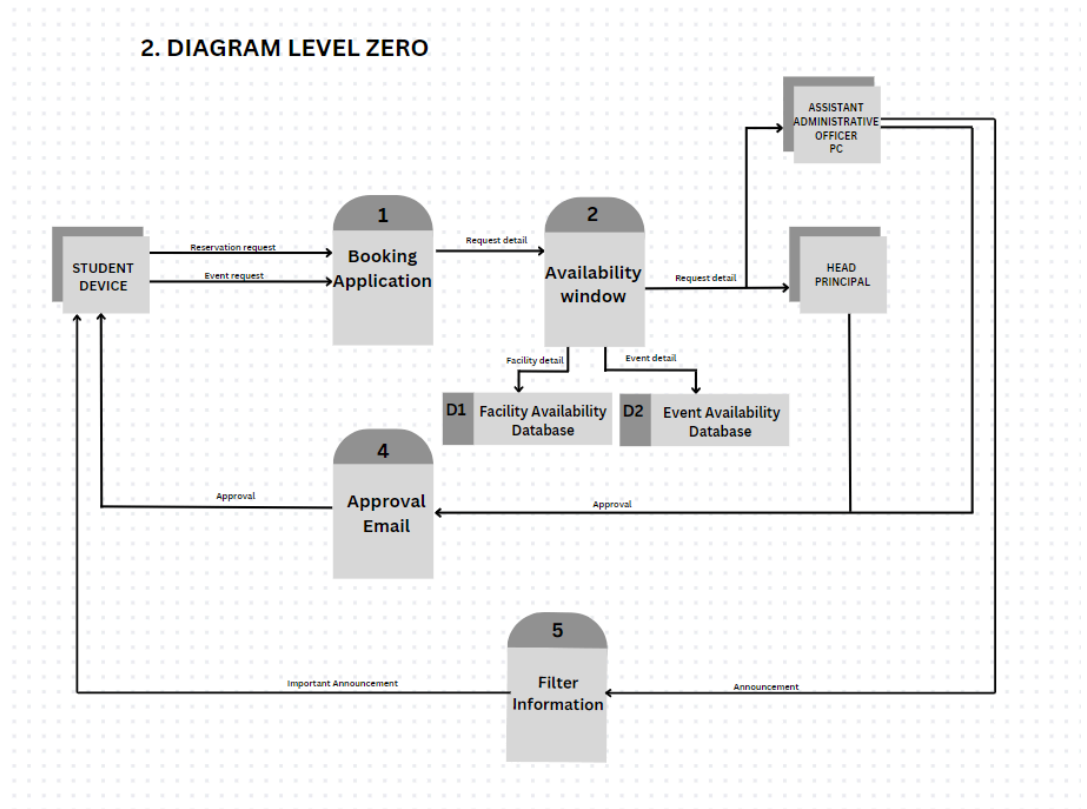 2. DIAGRAM LEVEL ZERO
ASSISTANT
ADMINISTRATIVE
OFFICER
PC
1
Booking
Application
2
Availability
window
STUDENT
DEVICE
Reservation request
Event request
Request detail
Request detail
HEAD
PRINCIPAL
Facility detail
Event detail
D1
Facility Availability
Database
D2
Event Availability
Database
4
Approval
Email
Approval
Approval
5
Filter
Information
Important Announcement
Announcement